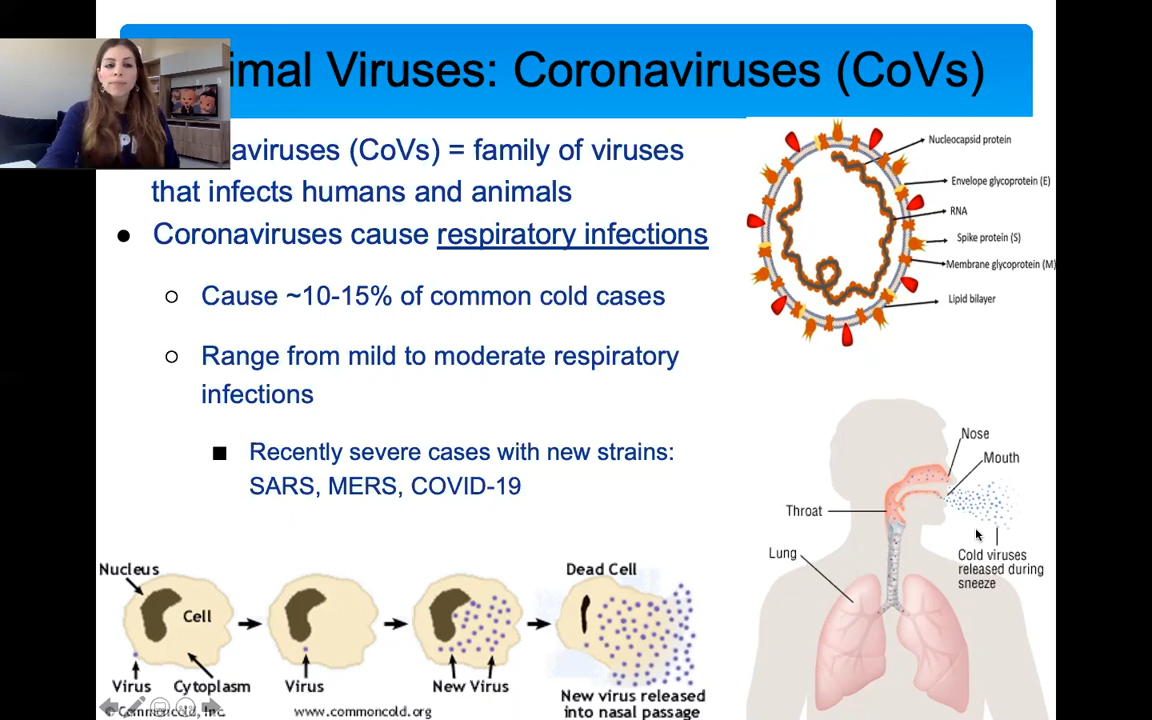 imal Viruses: Coronaviruses (CoVs)
aviruses (CoVs) = family of viruses
that infects humans and animals
● Coronaviruses cause respiratory infections
○ Cause ~10-15% of common cold cases
○ Range from mild to moderate respiratory
infections
■ Recently severe cases with new strains:
SARS, MERS, COVID-19
Nucleocapsid protein
Envelope glycoprotein (E)
RNA
Spike protein (S)
Membrane glycoprotein (M)
Lipid bilayer
Nose
Mouth
Throat
Lung
Cold viruses
released during
sneeze
Nucleus
Cell
Virus
Cytoplasm
Virus
New Virus
Dead Cell
New virus released
into nasal passage
© Commoncold, Inc.
www.commoncold.org